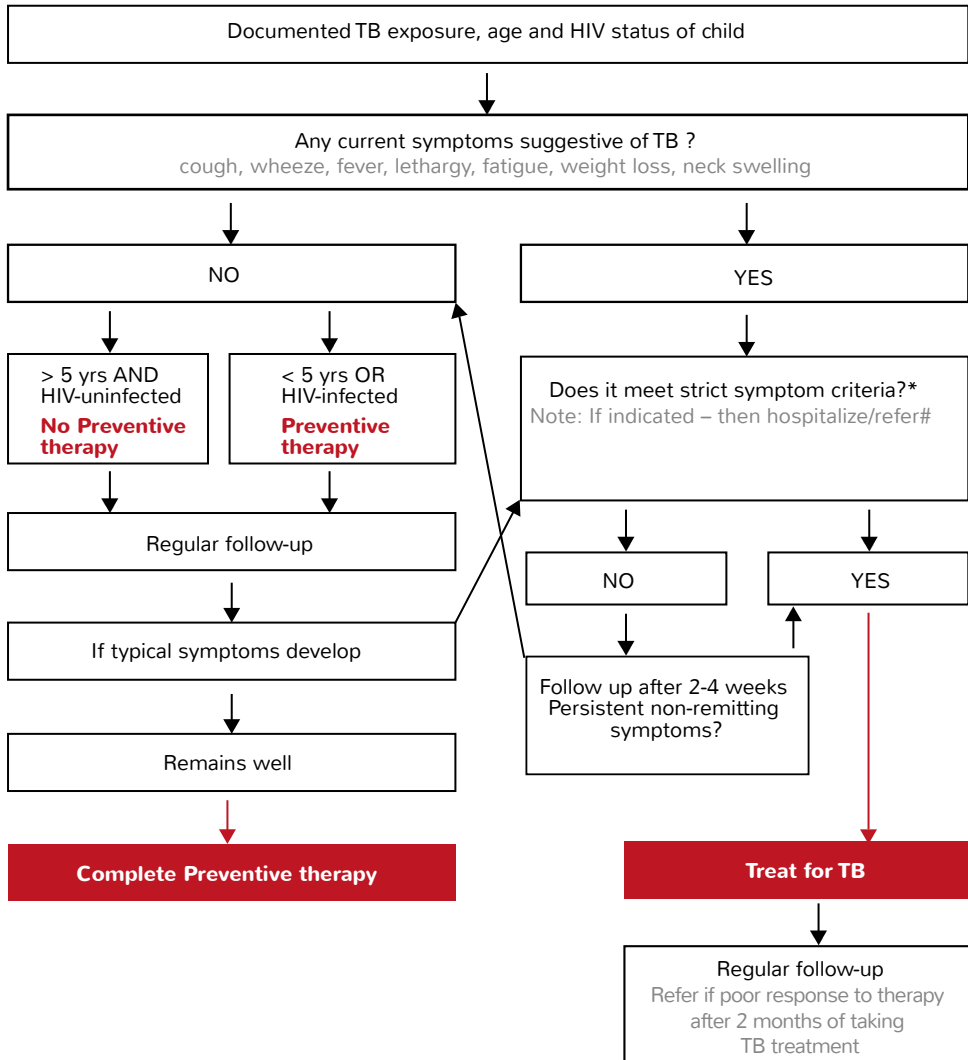 Documented TB exposure, age and HIV status of child
Any current symptoms suggestive of TB ?
cough, wheeze, fever, lethargy, fatigue, weight loss, neck swelling
NO
YES
> 5 yrs AND
HIV-uninfected
No Preventive
therapy
< 5 yrs OR
HIV-infected
Preventive
therapy
Does it meet strict symptom criteria?*
Note: If indicated – then hospitalize/refer#
Regular follow-up
NO
YES
If typical symptoms develop
Follow up after 2-4 weeks
Persistent non-remitting
symptoms?
Remains well
Complete Preventive therapy
Treat for TB
Regular follow-up
Refer if poor response to therapy
after 2 months of taking
TB treatment